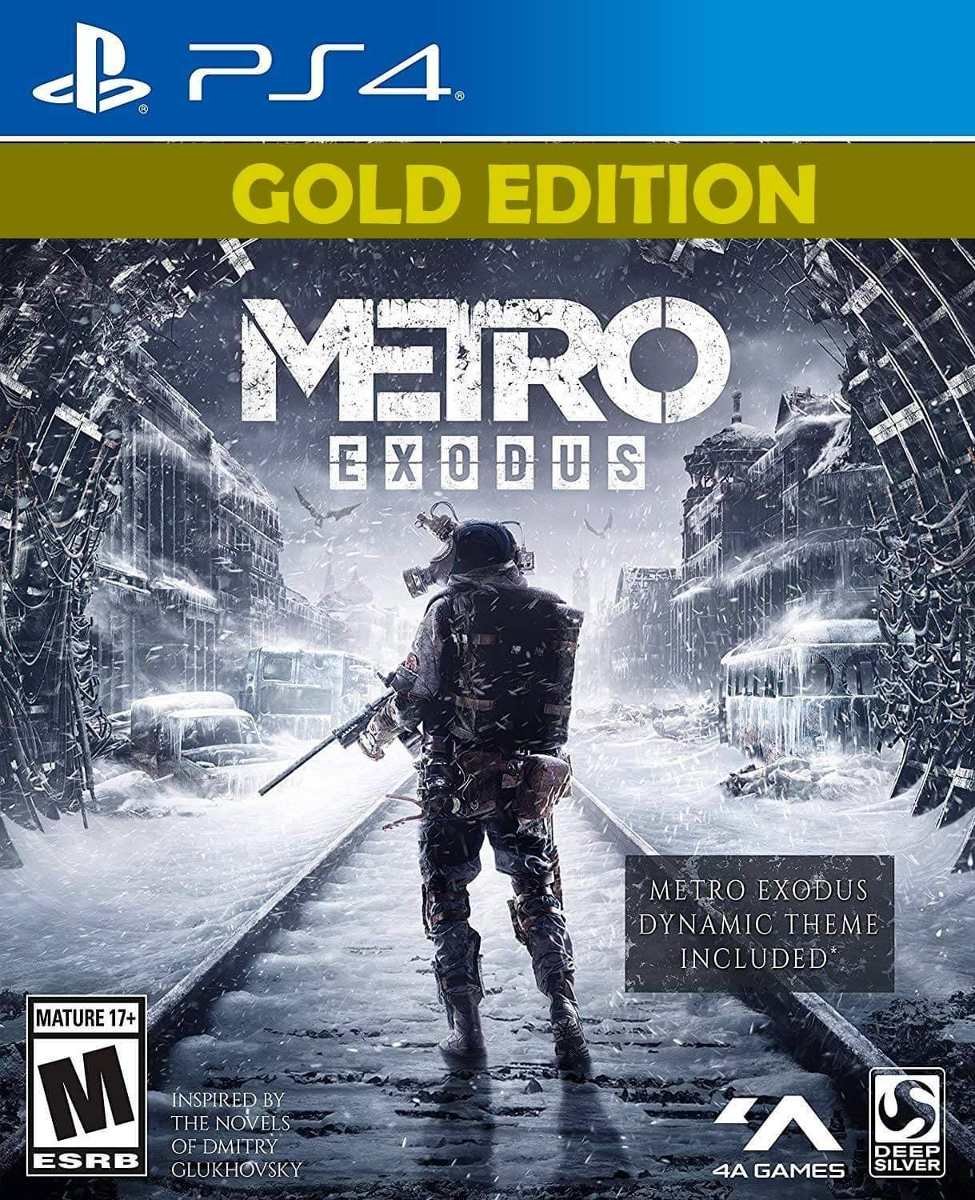 PS4®
GOLD EDITION
METRO
EXODUS
METRO EXODUS
DYNAMIC THEME
INCLUDED*
MATURE 17+
M
ESRB
INSPIRED BY
THE NOVELS
OF DMITRY
GLUKHOVSKY
4A GAMES
DEEP
SILVER